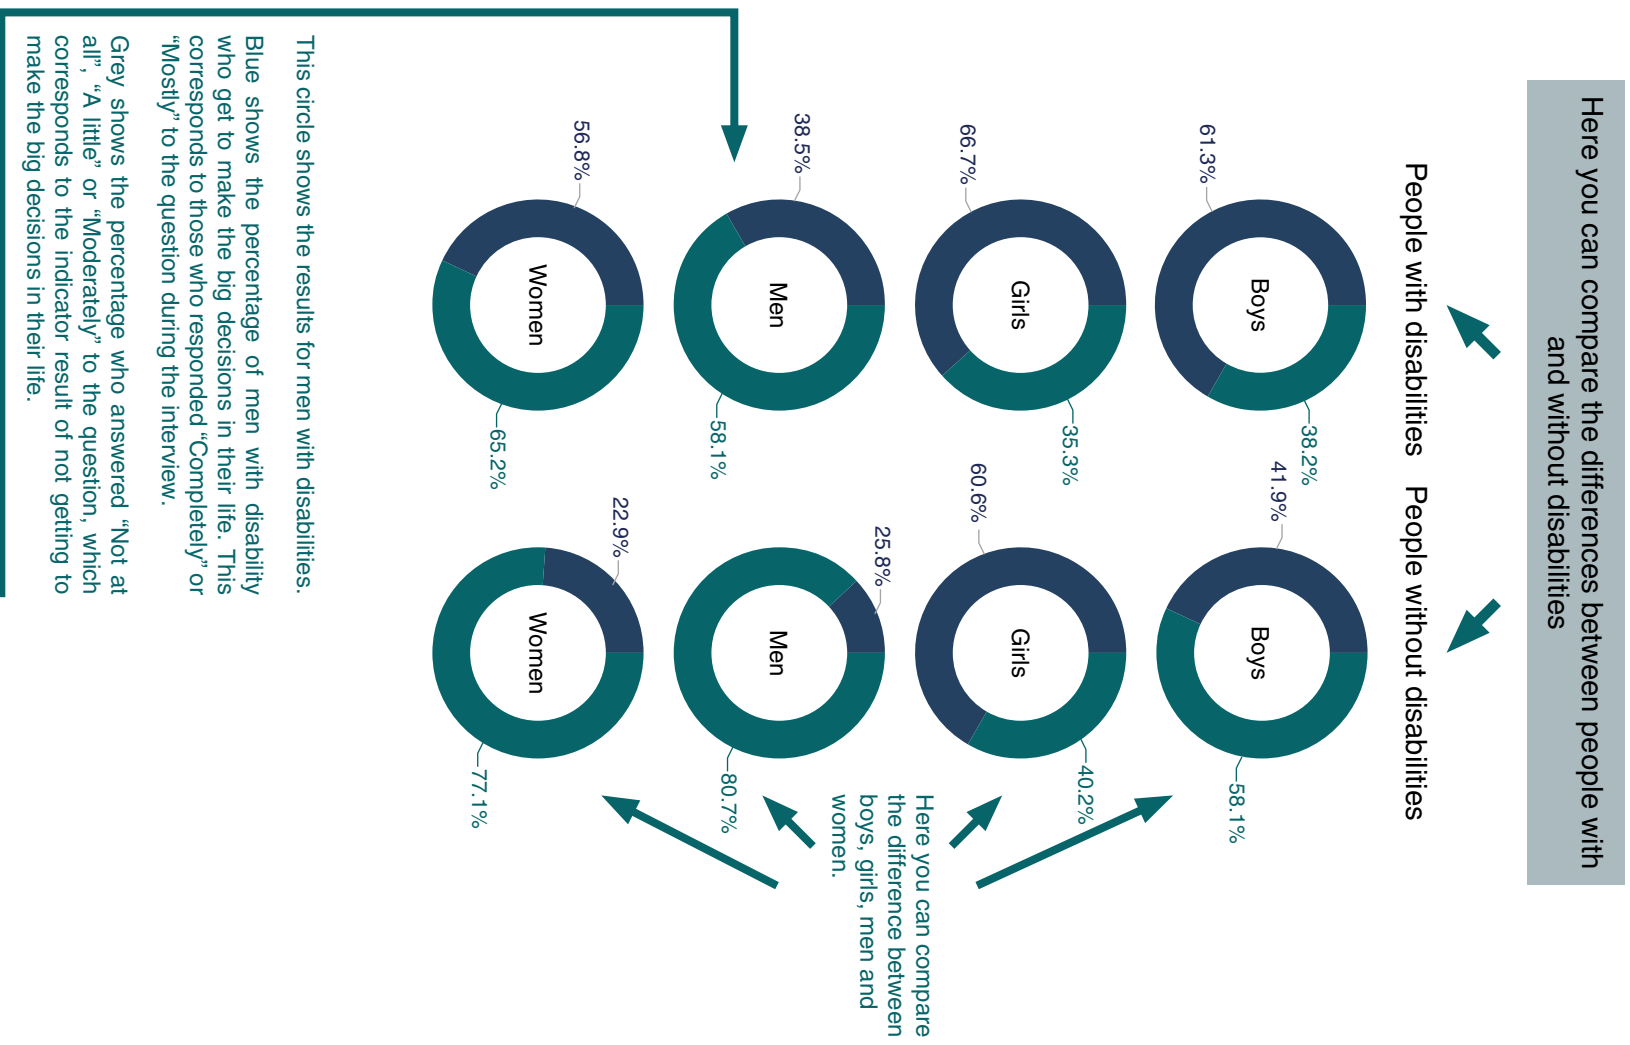 Here you can compare the differences between people with
and without disabilities
People with disabilities
People without disabilities
61.3%
Boys
38.2%
41.9%
Boys
58.1%
66.7%
Girls
35.3%
60.6%
Girls
40.2%
38.5%
Men
58.1%
25.8%
Men
80.7%
56.8%
Women
65.2%
22.9%
Women
77.1%
Here you can compare
the difference between
boys, girls, men and
women.
This circle shows the results for men with disabilities.
Blue shows the percentage of men with disability
who get to make the big decisions in their life. This
corresponds to those who responded “Completely” or
“Mostly” to the question during the interview.
Grey shows the percentage who answered “Not at
all”, “A little” or “Moderately” to the question, which
corresponds to the indicator result of not getting to
make the big decisions in their life.